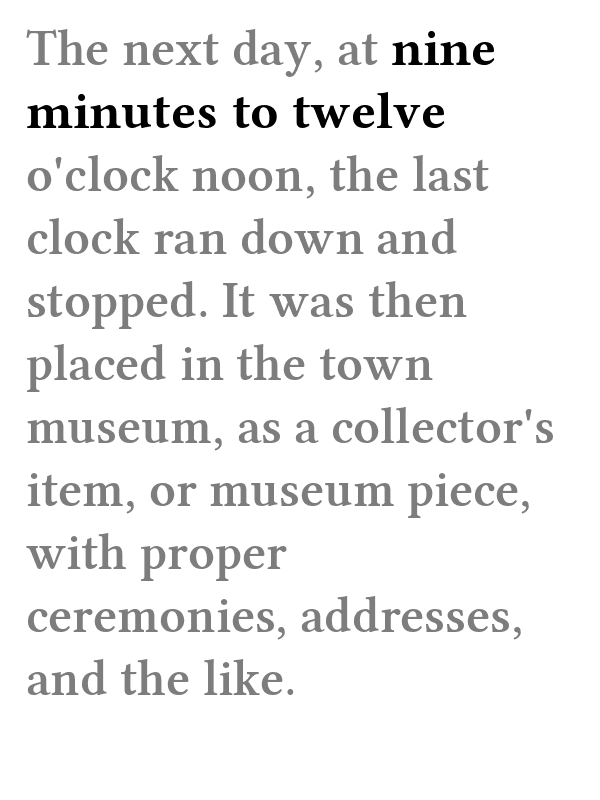 The next day, at nine
minutes to twelve
o'clock noon, the last
clock ran down and
stopped. It was then
placed in the town
museum, as a collector's
item, or museum piece,
with proper
ceremonies, addresses,
and the like.